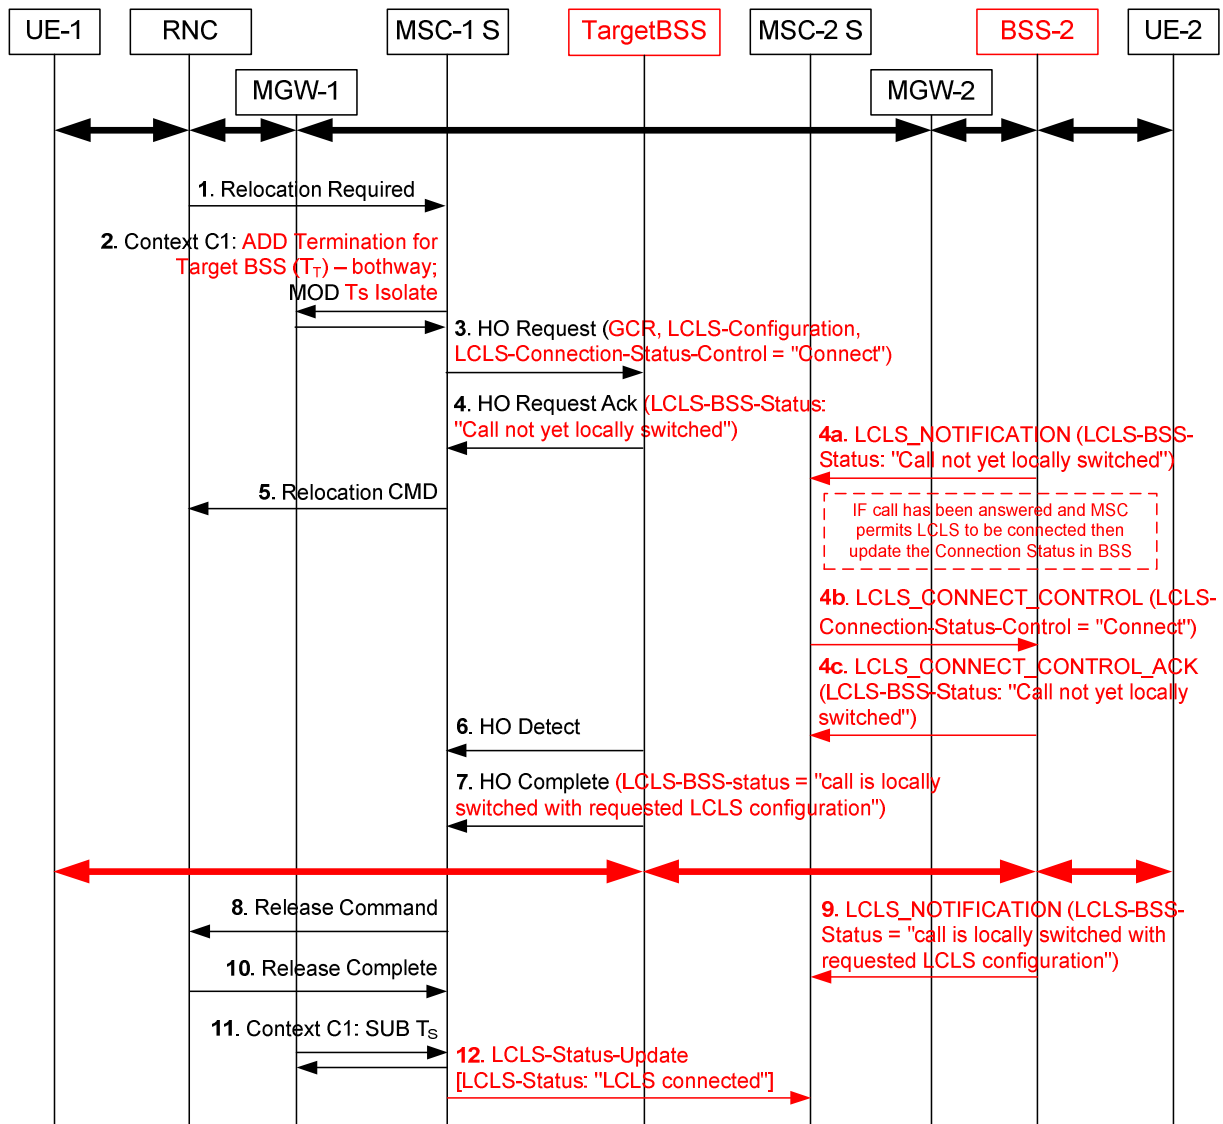 UE-1
RNC
MSC-1 S
TargetBSS
MSC-2 S
BSS-2
UE-2
MGW-1
MGW-2
1. Relocation Required
2. Context C1: ADD Termination for
Target BSS (TT) – bothway;
MOD Ts Isolate
3. HO Request (GCR, LCLS-Configuration,
LCLS-Connection-Status-Control = "Connect")
4. HO Request Ack (LCLS-BSS-Status:
"Call not yet locally switched")
4a. LCLS_NOTIFICATION (LCLS-BSS-
Status: "Call not yet locally switched")
5. Relocation CMD
IF call has been answered and MSC
permits LCLS to be connected then
update the Connection Status in BSS
4b. LCLS_CONNECT_CONTROL (LCLS-
Connection-Status-Control = "Connect")
4c. LCLS_CONNECT_CONTROL_ACK
(LCLS-BSS-Status: "Call not yet locally
switched")
6. HO Detect
7. HO Complete (LCLS-BSS-status = "call is locally
switched with requested LCLS configuration")
8. Release Command
9. LCLS_NOTIFICATION (LCLS-BSS-
Status = "call is locally switched with
requested LCLS configuration")
10. Release Complete
11. Context C1: SUB TS
12. LCLS-Status-Update
[LCLS-Status: "LCLS connected"]